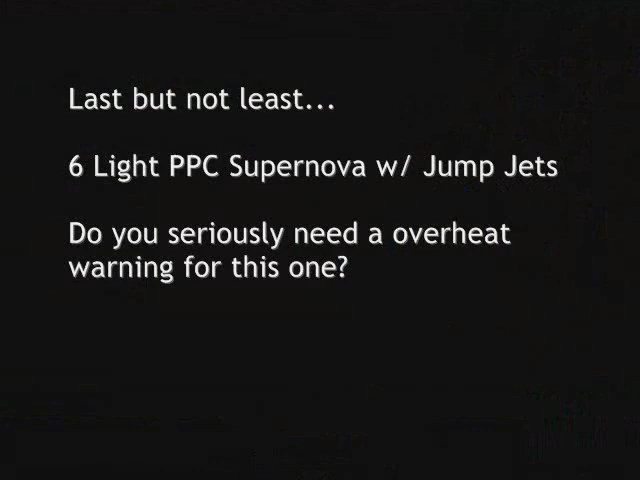 Last but not least...
6 Light PPC Supernova w/ Jump Jets
Do you seriously need a overheat
warning for this one?